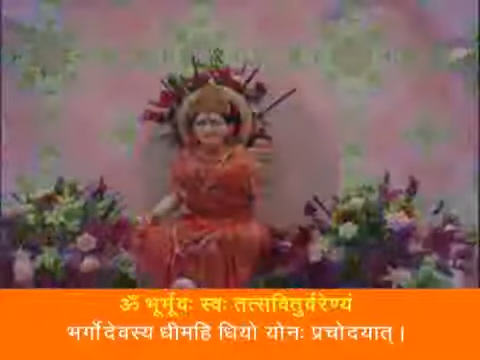 ॐ भूर्भूवः स्वः तत्सवितुर्वरेण्यं
भर्गोदेवस्य धीमहि धियो योनः प्रचोदयात् ।